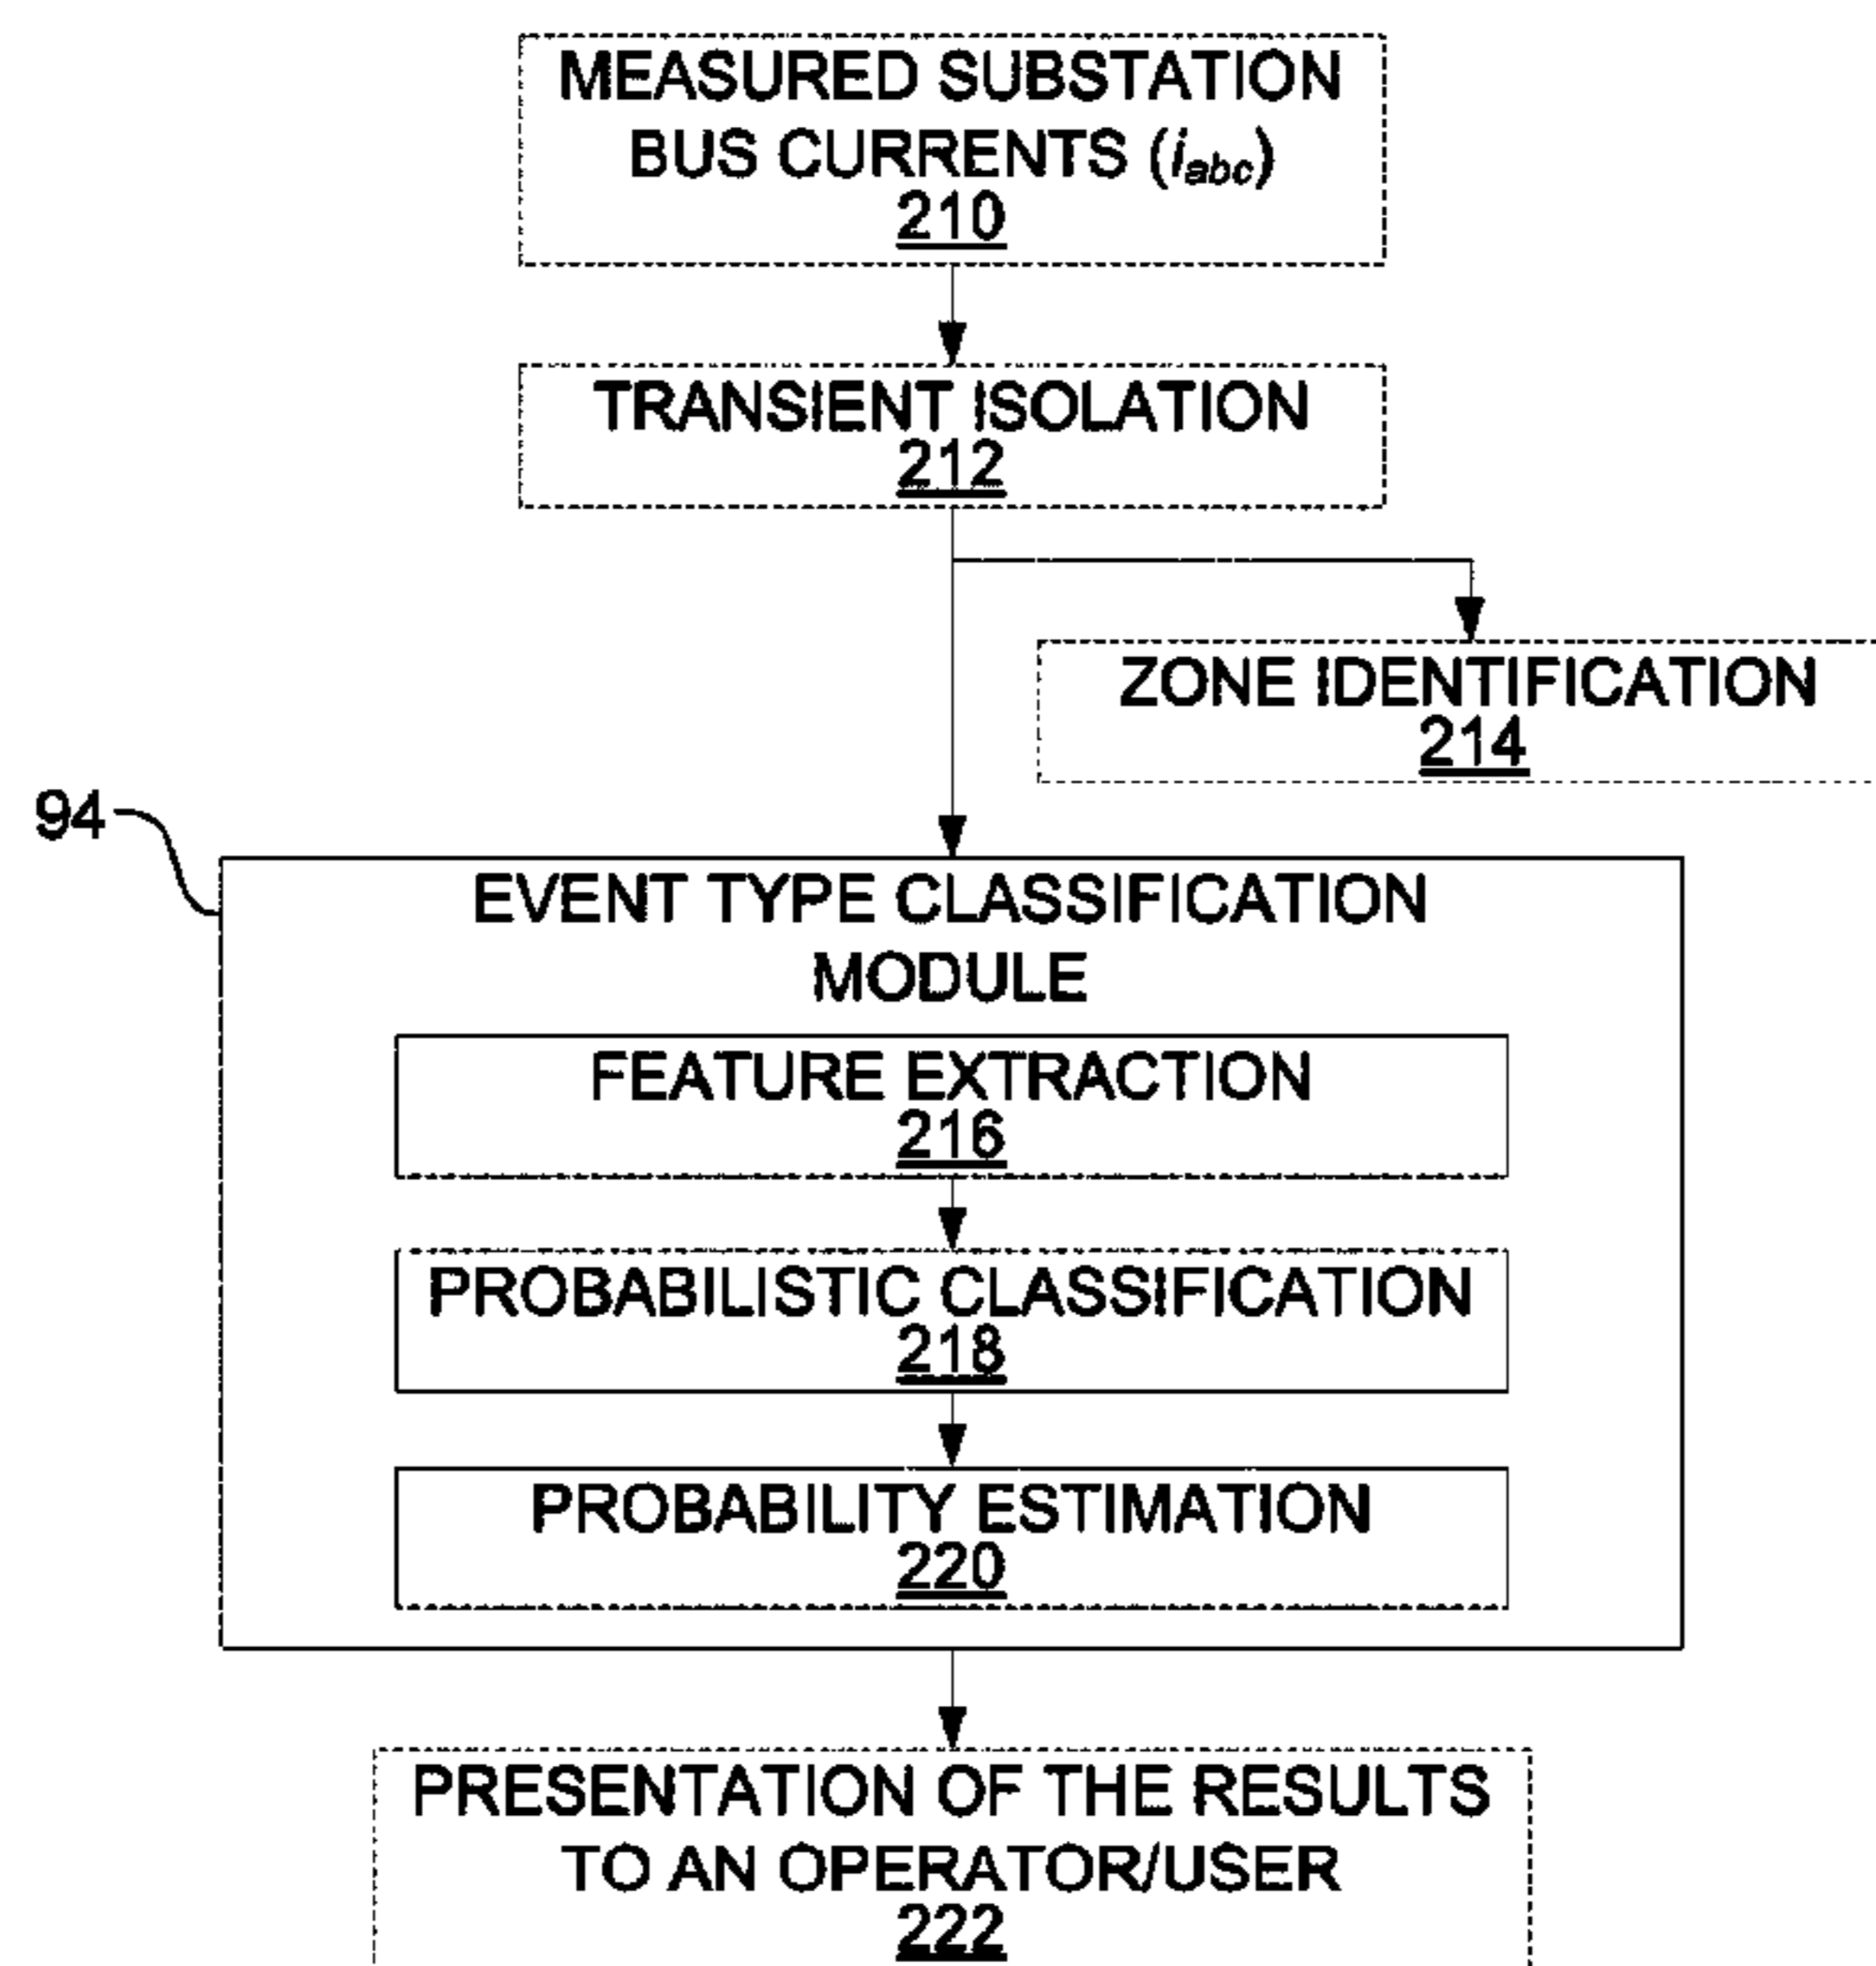 MEASURED SUBSTATION
BUS CURRENTS (iabc)
210
TRANSIENT ISOLATION
212
ZONE IDENTIFICATION
214
94
EVENT TYPE CLASSIFICATION
MODULE
FEATURE EXTRACTION
216
PROBABILISTIC CLASSIFICATION
218
PROBABILITY ESTIMATION
220
PRESENTATION OF THE RESULTS
TO AN OPERATOR/USER
222